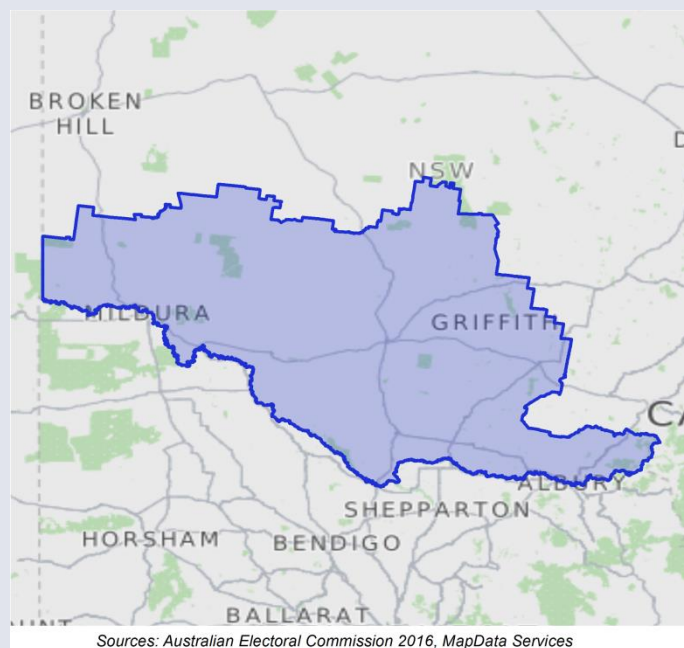 BROKEN
HILL
NSW
MILDURA
GRIFFITH
ALBURY
SHEPPARTON
HORSHAM
BENDIGO
BALLARAT
Sources: Australian Electoral Commission 2016, MapData Services